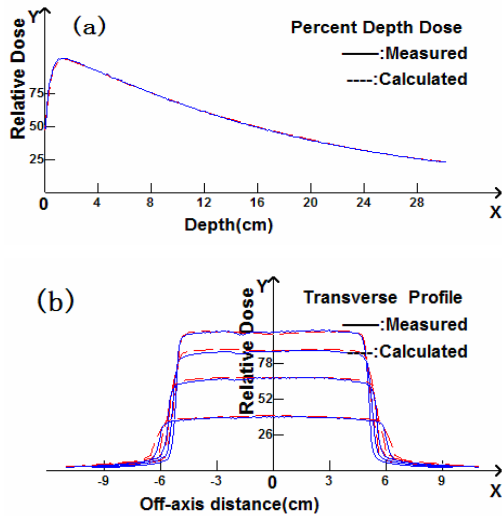 (a)
Y
Relative Dose
Percent Depth Dose
——:Measured
----:Calculated
75
50
25
0
4
8
12
16
20
24
28
X
Depth(cm)
(b)
Y
Relative Dose
Transverse Profile
——:Measured
----:Calculated
78
52
26
-9
-6
-3
0
3
6
9
X
Off-axis distance(cm)